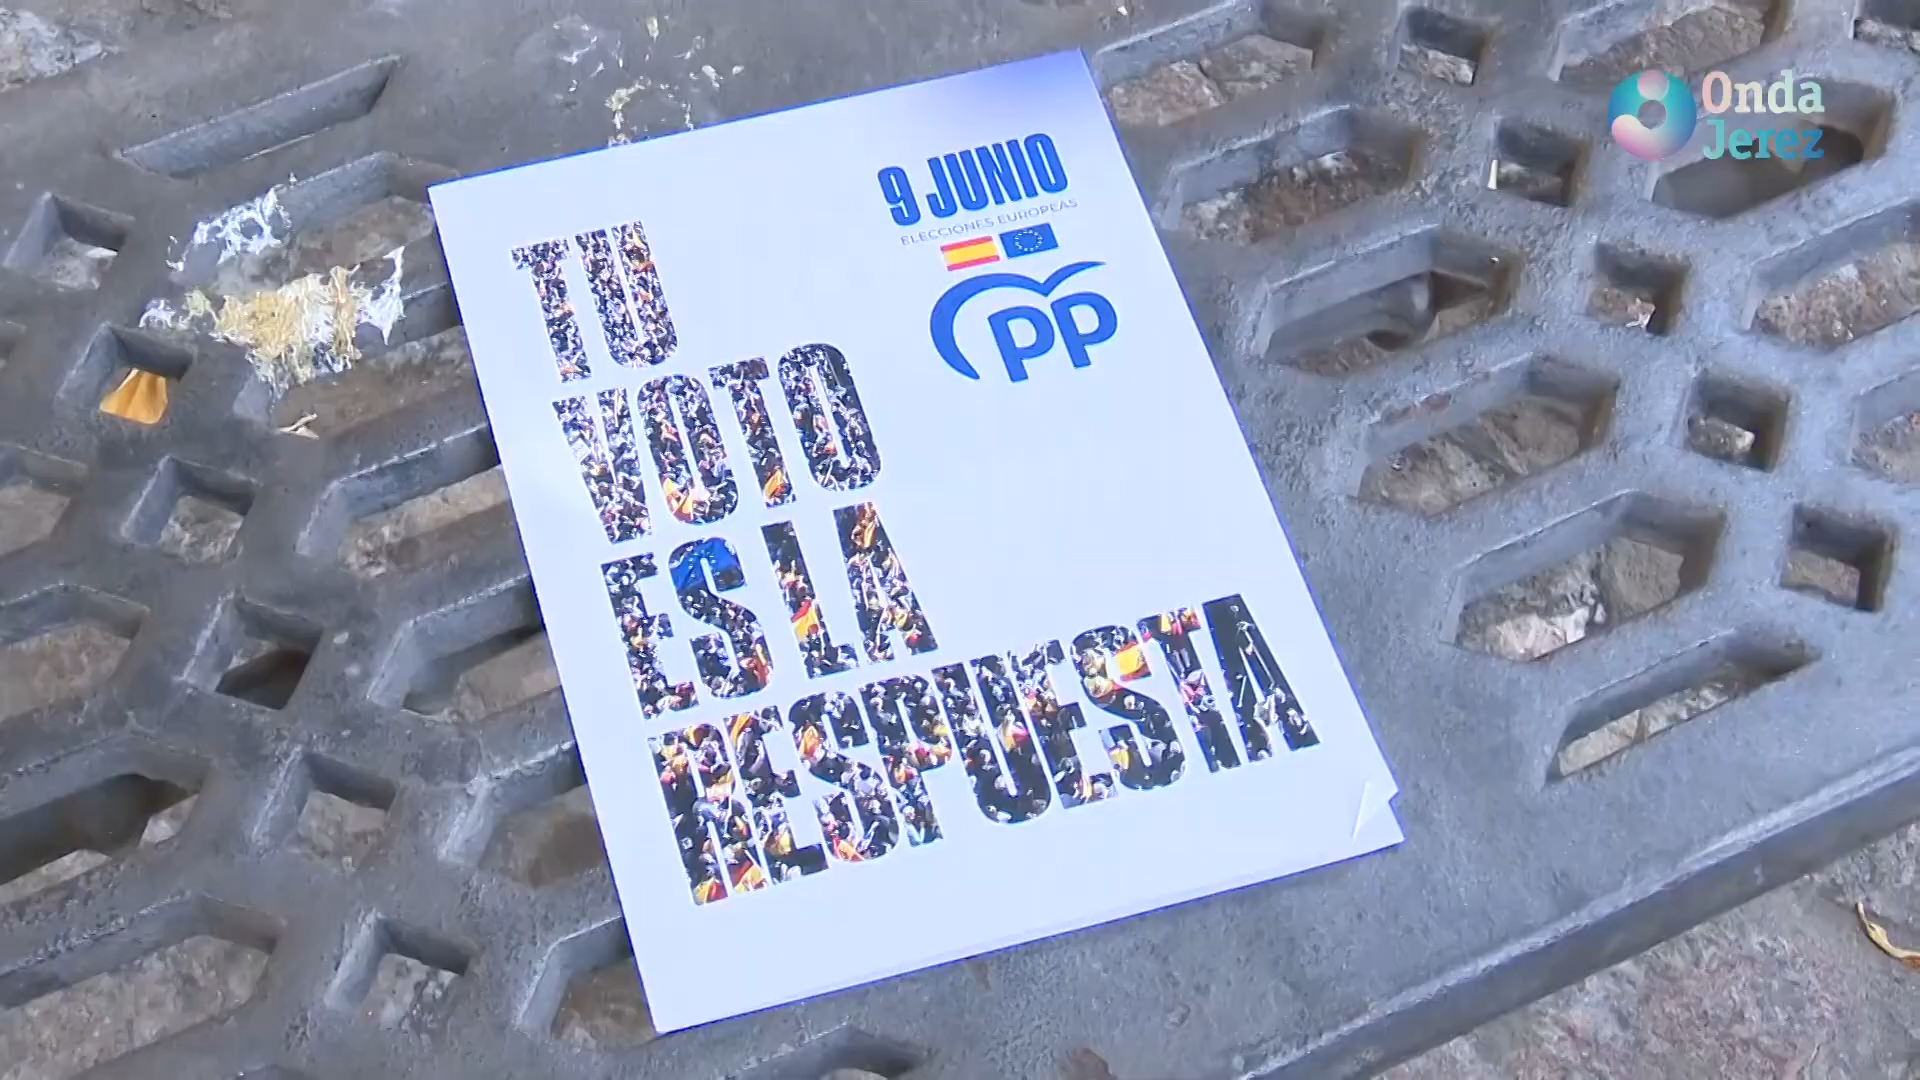 Onda
Jerez
9 JUNIO
ELECCIONES EUROPEAS
PP
TU
VOTO
ES LA
RESPUESTA